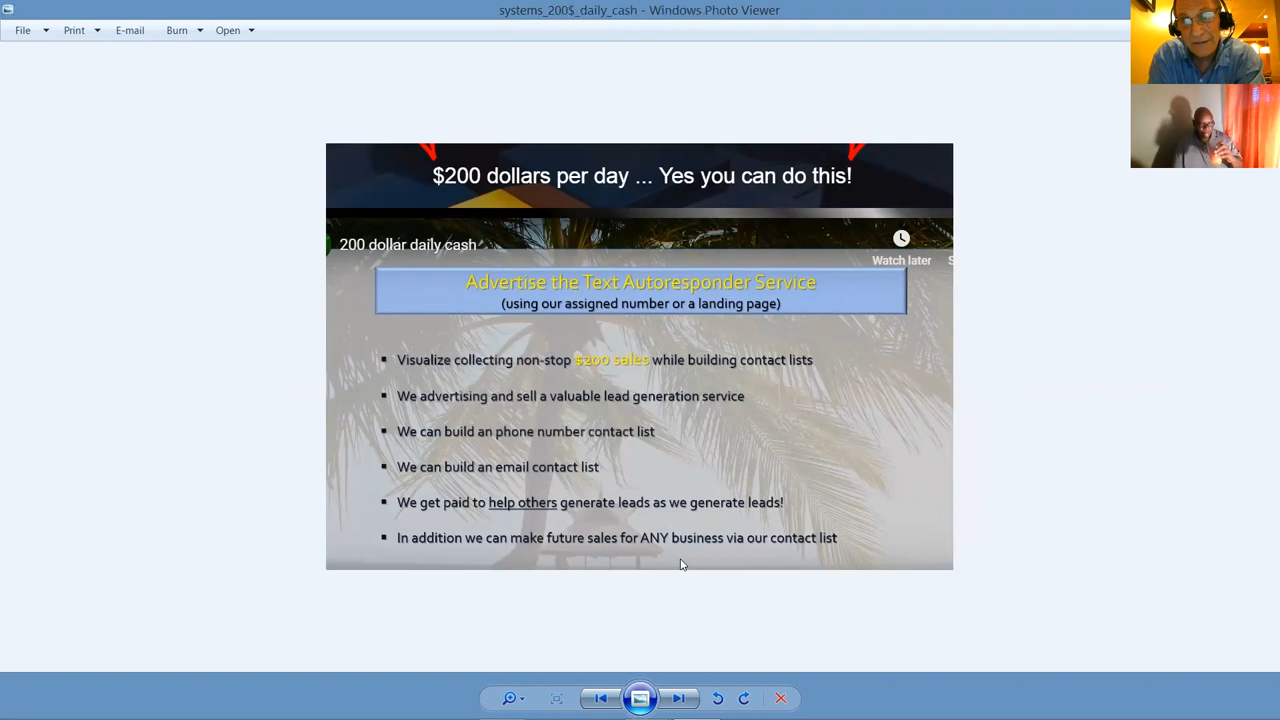 systems_200$_daily_cash - Windows Photo Viewer
File Print E-mail Burn Open
$200 dollars per day ... Yes you can do this!
200 dollar daily cash
Watch later S
Advertise the Text Autoresponder Service
(using our assigned number or a landing page)
▪ Visualize collecting non-stop $200 sales while building contact lists
▪ We advertising and sell a valuable lead generation service
▪ We can build an phone number contact list
▪ We can build an email contact list
▪ We get paid to help others generate leads as we generate leads!
▪ In addition we can make future sales for ANY business via our contact list